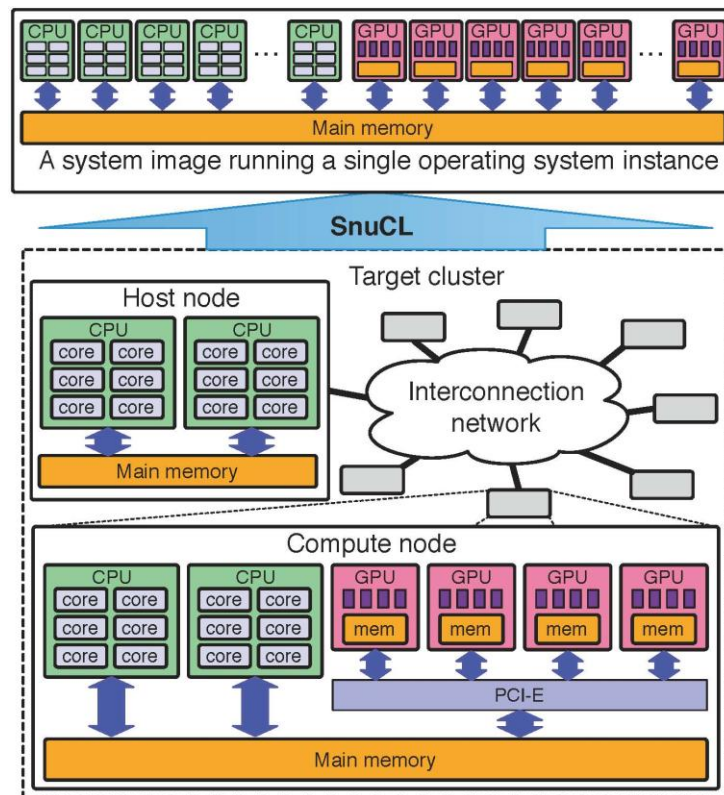 CPU CPU CPU CPU ... CPU GPU GPU GPU GPU GPU ... GPU
Main memory
A system image running a single operating system instance
SnuCL
Target cluster
Host node
CPU CPU
core core core core
core core core core
core core core core
Main memory
Interconnection
network
Compute node
CPU CPU GPU GPU GPU GPU
core core core core
core core core core
core core core core
mem mem mem mem
PCI-E
Main memory